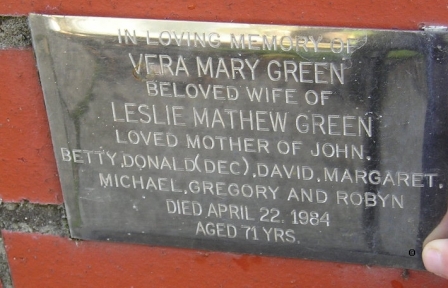 IN LOVING MEMORY OF
VERA MARY GREEN
BELOVED WIFE OF
LESLIE MATHEW GREEN
LOVED MOTHER OF JOHN.
BETTY, DONALD (DEC), DAVID, MARGARET.
MICHAEL, GREGORY AND ROBYN
DIED APRIL 22. 1984
AGED 71 YRS.